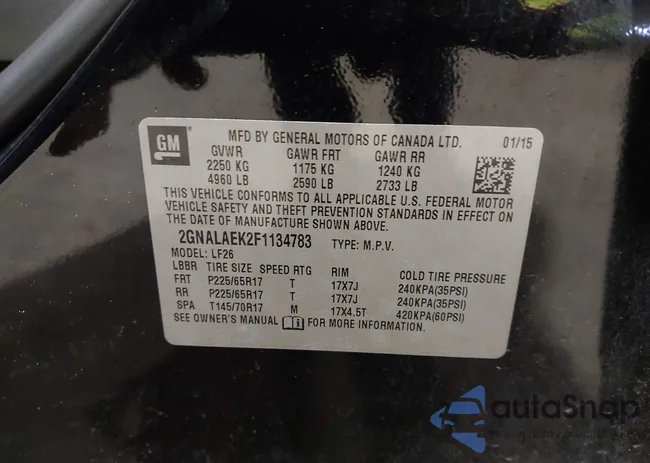 GM
MFD BY GENERAL MOTORS OF CANADA LTD. 01/15
GVWR GAWR FRT GAWR RR
2250 KG 1175 KG 1240 KG
4960 LB 2590 LB 2733 LB
THIS VEHICLE CONFORMS TO ALL APPLICABLE U.S. FEDERAL MOTOR
VEHICLE SAFETY AND THEFT PREVENTION STANDARDS IN EFFECT ON
THE DATE OF MANUFACTURE SHOWN ABOVE.
2GNALAEK2F1134783 TYPE: M.P.V.
MODEL: LF26
LBBR TIRE SIZE SPEED RTG RIM COLD TIRE PRESSURE
FRT P225/65R17 T 17X7J 240KPA(35PSI)
RR P225/65R17 T 17X7J 240KPA(35PSI)
SPA T145/70R17 M 17X4.5T 420KPA(60PSI)
SEE OWNER'S MANUAL i FOR MORE INFORMATION.
autoSnap